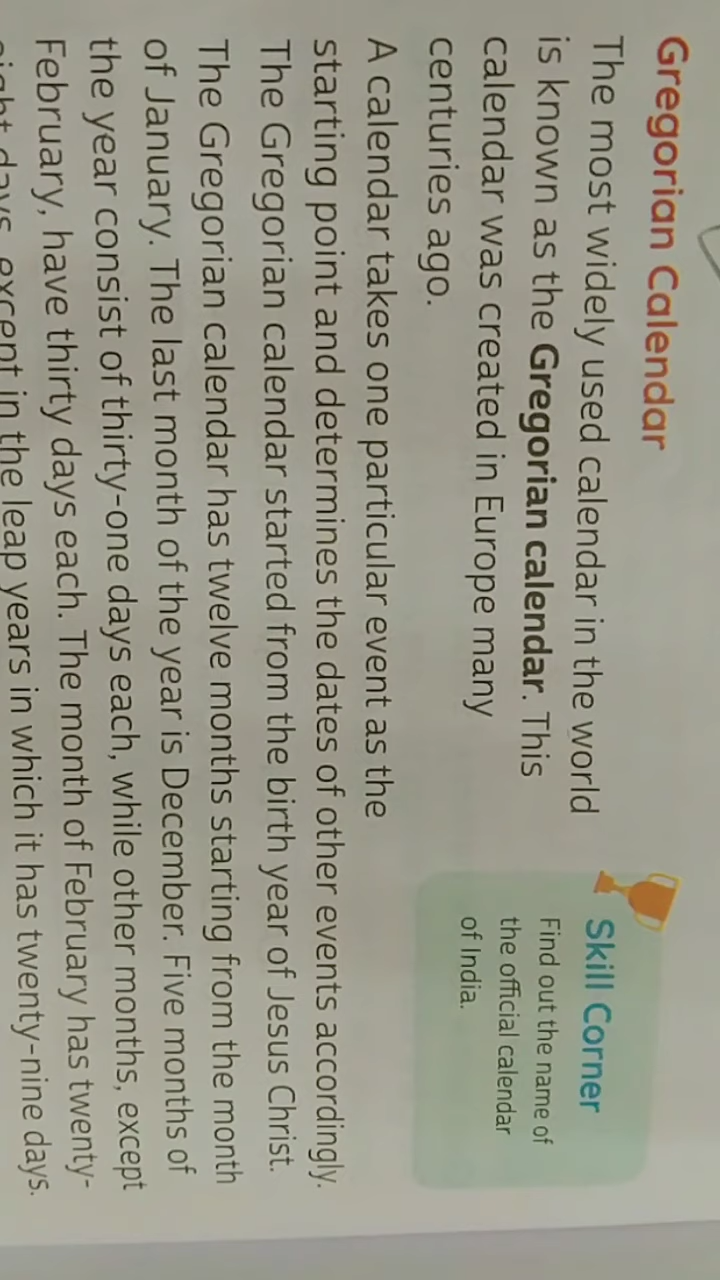 Gregorian Calendar
The most widely used calendar in the world
is known as the Gregorian calendar. This
calendar was created in Europe many
centuries ago.
Skill Corner
Find out the name of
the official calendar
of India.
A calendar takes one particular event as the
starting point and determines the dates of other events accordingly.
The Gregorian calendar started from the birth year of Jesus Christ.
The Gregorian calendar has twelve months starting from the month
of January. The last month of the year is December. Five months of
the year consist of thirty-one days each, while other months, except
February, have thirty days each. The month of February has twenty-
eight days except in the leap years in which it has twenty-nine days.